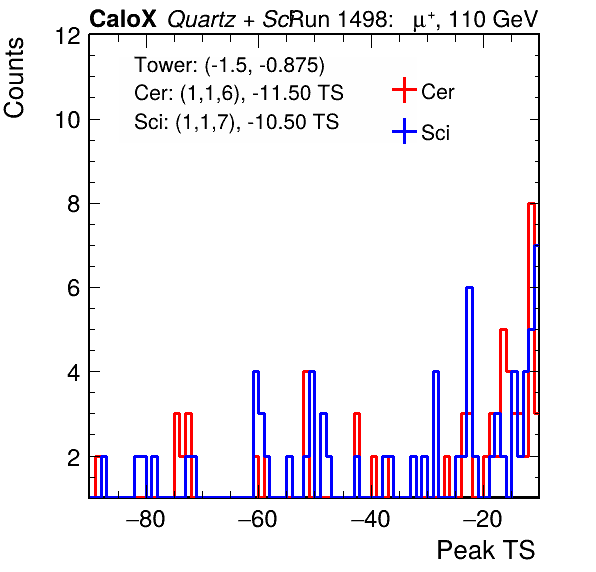 CaloX Quartz + Sci Run 1498: μ+, 110 GeV
Counts
12
10
8
6
4
2
Tower: (-1.5, -0.875)
Cer: (1,1,6), -11.50 TS
Sci: (1,1,7), -10.50 TS
Cer
Sci
−80 −60 −40 −20
Peak TS